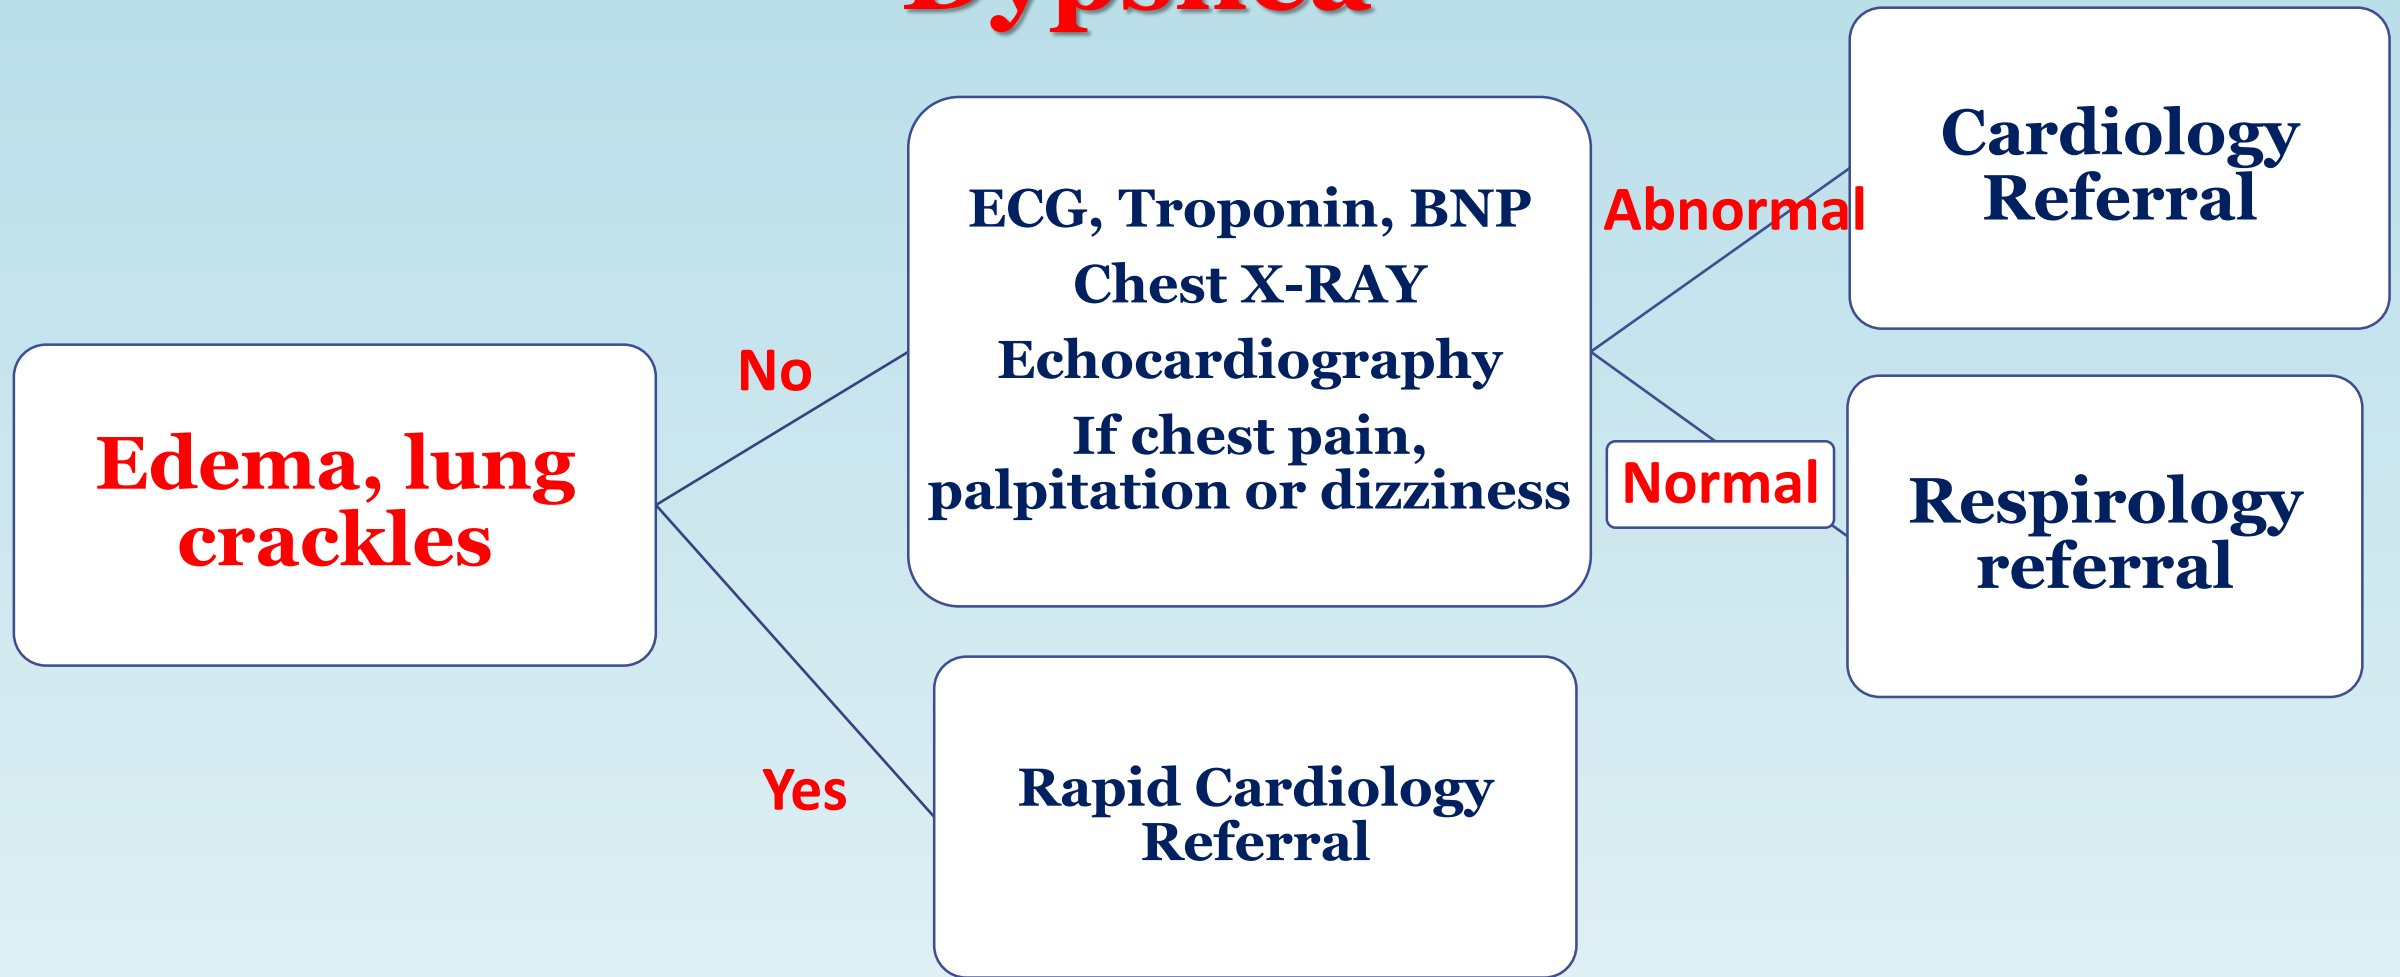 Dypsnea
Cardiology
Referral
ECG, Troponin, BNP
Chest X-RAY
Echocardiography
If chest pain,
palpitation or dizziness
Abnormal
No
Edema, lung
crackles
Normal
Respirology
referral
Yes
Rapid Cardiology
Referral